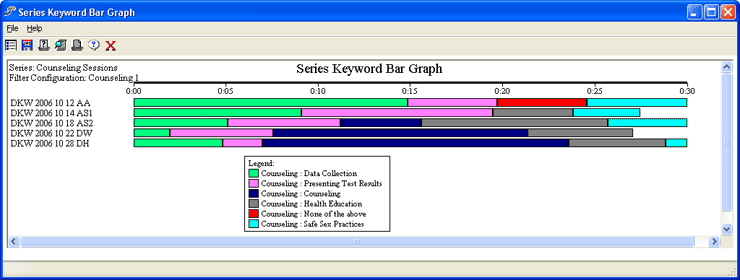 Series Keyword Bar Graph
File Help
Series: Counseling Sessions
Series Keyword Bar Graph
Filter Configuration: Counseling 1
0:00 0:05 0:10 0:15 0:20 0:25 0:30
DKW 2006 10 12 AA
DKW 2006 10 14 AS1
DKW 2006 10 18 AS2
DKW 2006 10 22 DW
DKW 2006 10 28 DH
Legend:
Counseling : Data Collection
Counseling : Presenting Test Results
Counseling : Counseling
Counseling : Health Education
Counseling : None of the above
Counseling : Safe Sex Practices